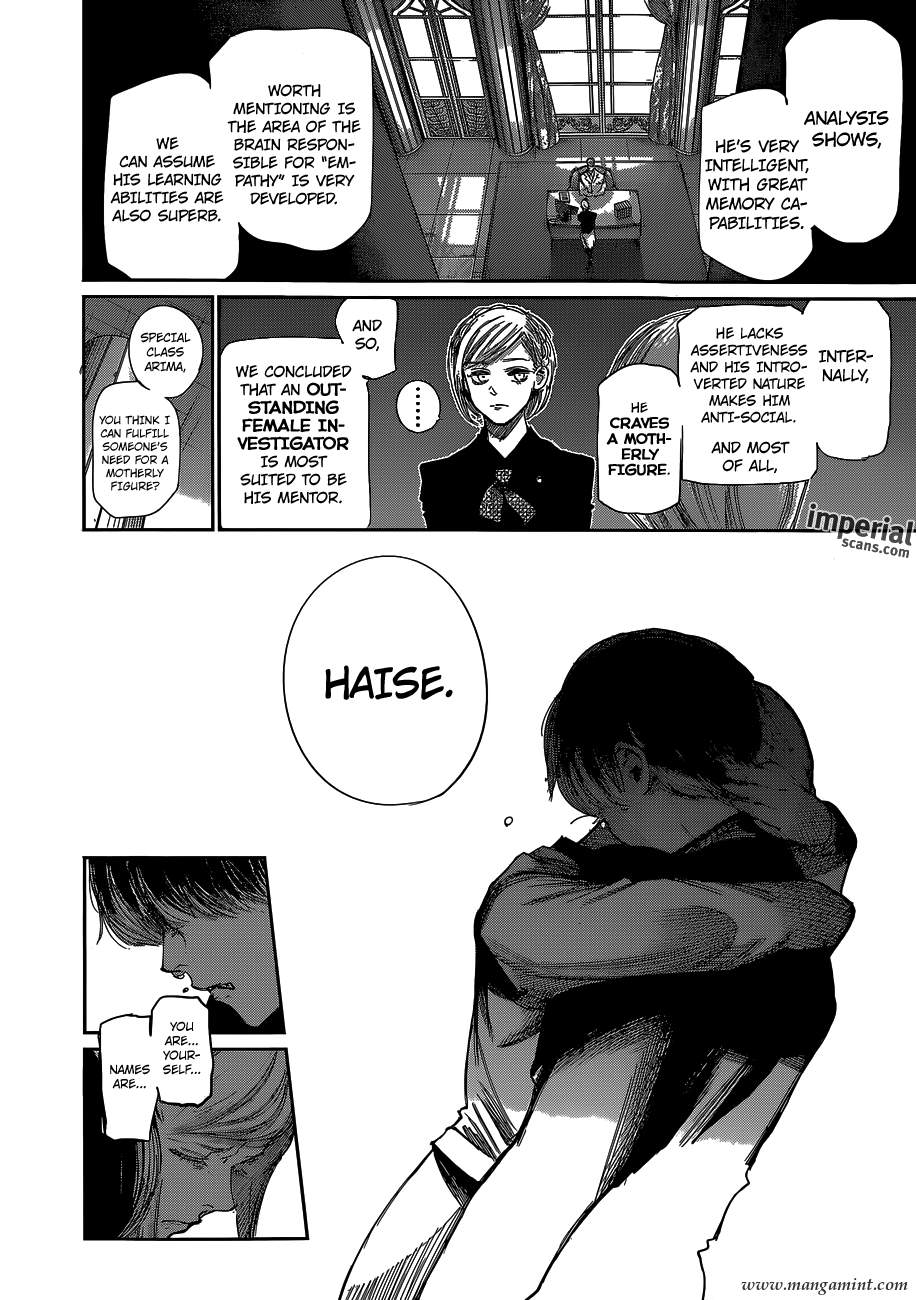 ANALYSIS
SHOWS,
HE'S VERY
INTELLIGENT,
WITH GREAT
MEMORY CA-
PABILITIES.
WORTH
MENTIONING IS
THE AREA OF THE
BRAIN RESPON-
SIBLE FOR "EM-
PATHY" IS VERY
DEVELOPED.
WE
CAN ASSUME
HIS LEARNING
ABILITIES ARE
ALSO SUPERB.
INTER-
NALLY,
HE LACKS
ASSERTIVENESS
AND HIS INTRO-
VERTED NATURE
MAKES HIM
ANTI-SOCIAL.
AND MOST
OF ALL,
HE
CRAVES
A MOTH-
ERLY
FIGURE.
......
AND
SO,
WE CONCLUDED
THAT AN OUT-
STANDING
FEMALE IN-
VESTIGATOR
IS MOST
SUITED TO BE
HIS MENTOR.
SPECIAL
CLASS
ARIMA,
YOU THINK I
CAN FULFILL
SOMEONE'S
NEED FOR A
MOTHERLY
FIGURE?
imperial
scans.com
HAISE.
YOU
ARE...
YOUR-
SELF...
NAMES
ARE...
www.mangamint.com